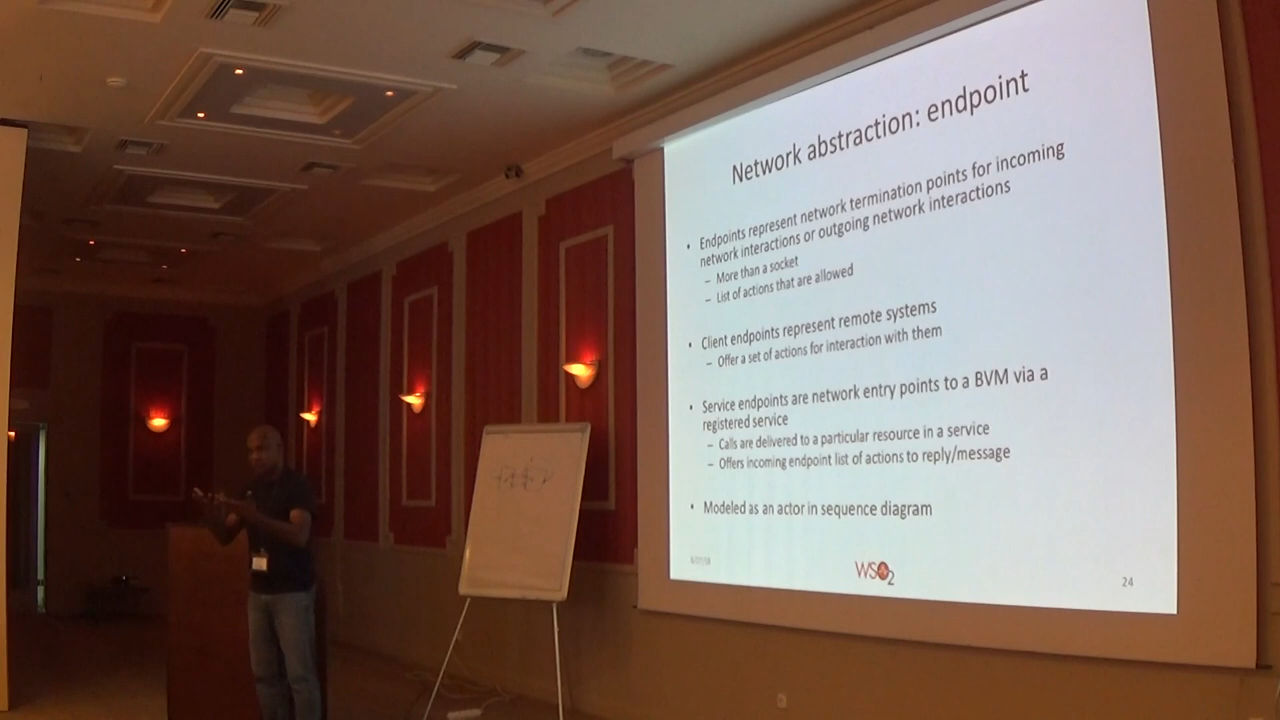 Network abstraction: endpoint
• Endpoints represent network termination points for incoming
network interactions or outgoing network interactions
– More than a socket
– List of actions that are allowed
• Client endpoints represent remote systems
– Offer a set of actions for interaction with them
• Service endpoints are network entry points to a BVM via a
registered service
– Calls are delivered to a particular resource in a service
– Offers incoming endpoint list of actions to reply/message
• Modeled as an actor in sequence diagram
WSO2
24